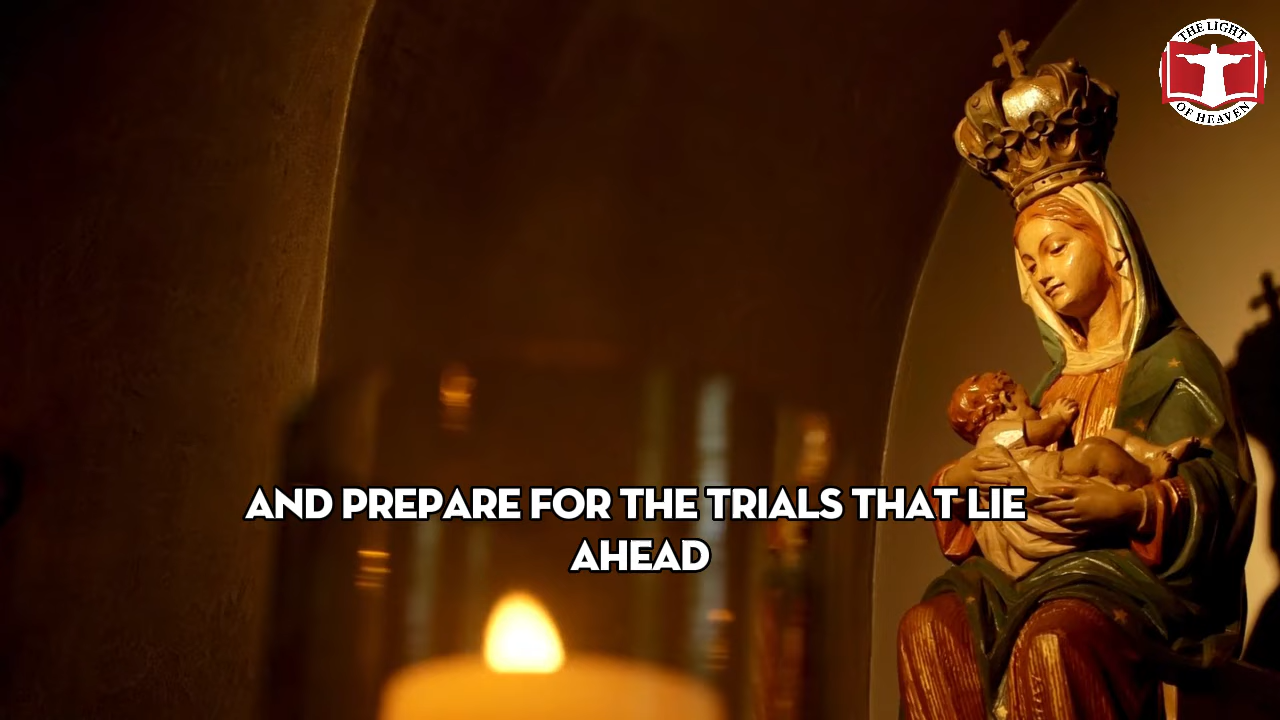 THE LIGHT
OF HEAVEN
AND PREPARE FOR THE TRIALS THAT LIE
AHEAD